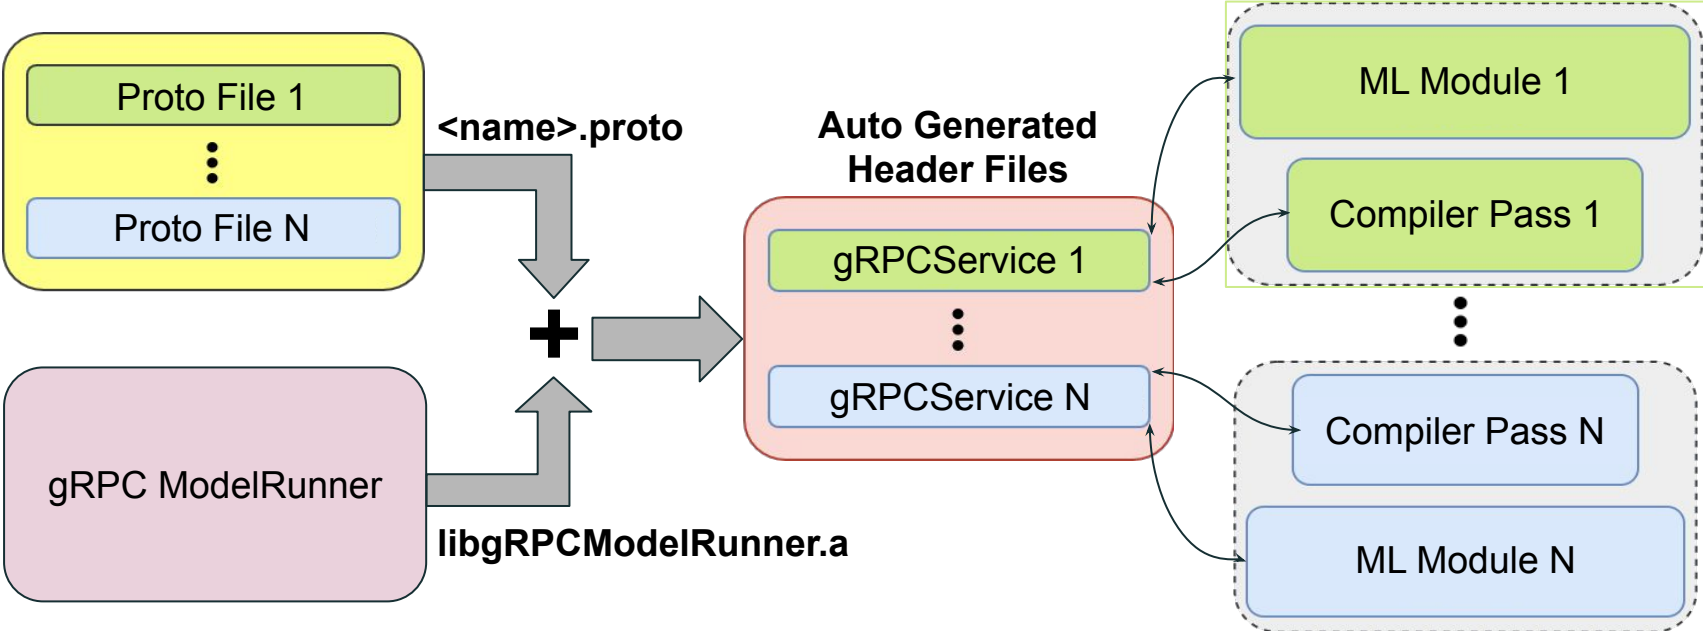 Proto File 1
Proto File N
<name>.proto
gRPC ModelRunner
libgRPCModelRunner.a
Auto Generated
Header Files
gRPCService 1
gRPCService N
ML Module 1
Compiler Pass 1
Compiler Pass N
ML Module N